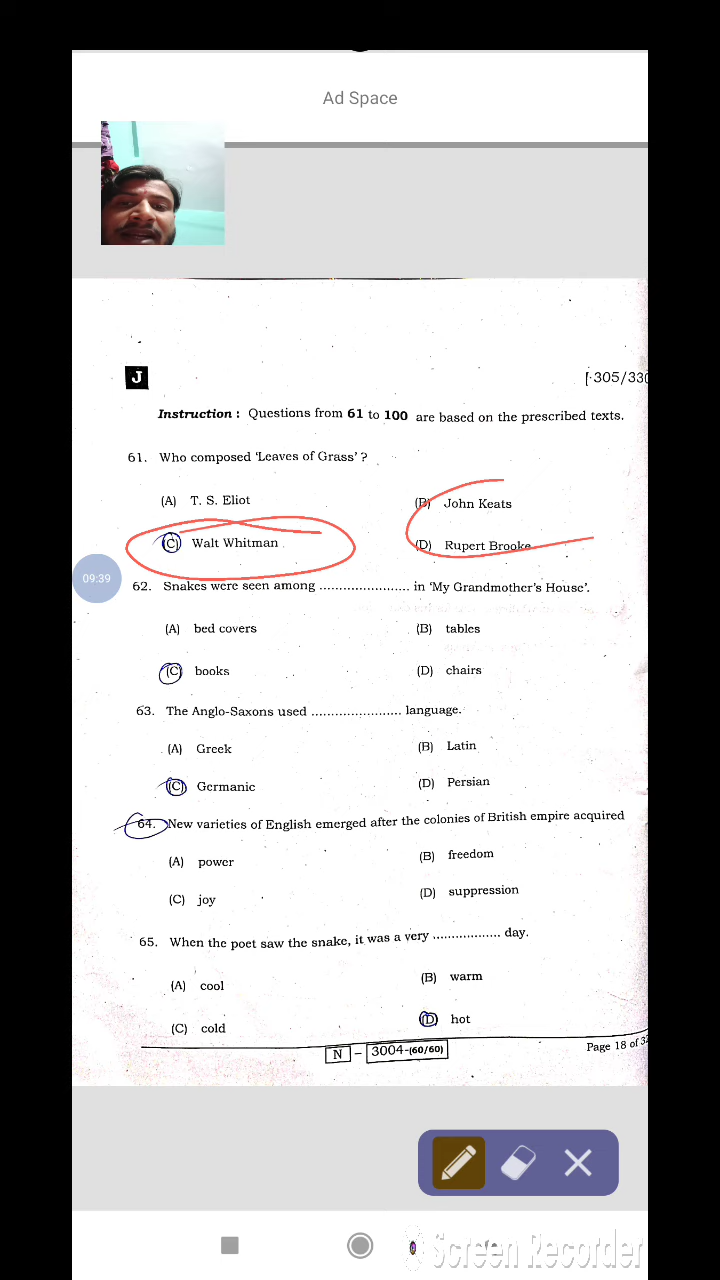 Ad Space
J
[ 305/330
Instruction : Questions from 61 to 100 are based on the prescribed texts.
61. Who composed 'Leaves of Grass' ?
(A) T. S. Eliot (B) John Keats
(C) Walt Whitman (D) Rupert Brooke
09:39
62. Snakes were seen among ....................... in 'My Grandmother's House'.
(A) bed covers (B) tables
(C) books (D) chairs
63. The Anglo-Saxons used ....................... language.
(A) Greek (B) Latin
(C) Germanic (D) Persian
64. New varieties of English emerged after the colonies of British empire acquired
(A) power (B) freedom
(C) joy (D) suppression
65. When the poet saw the snake, it was a very .................. day.
(A) cool (B) warm
(C) cold (D) hot
N – 3004-(60/60)
Page 18 of 32
Screen Recorder